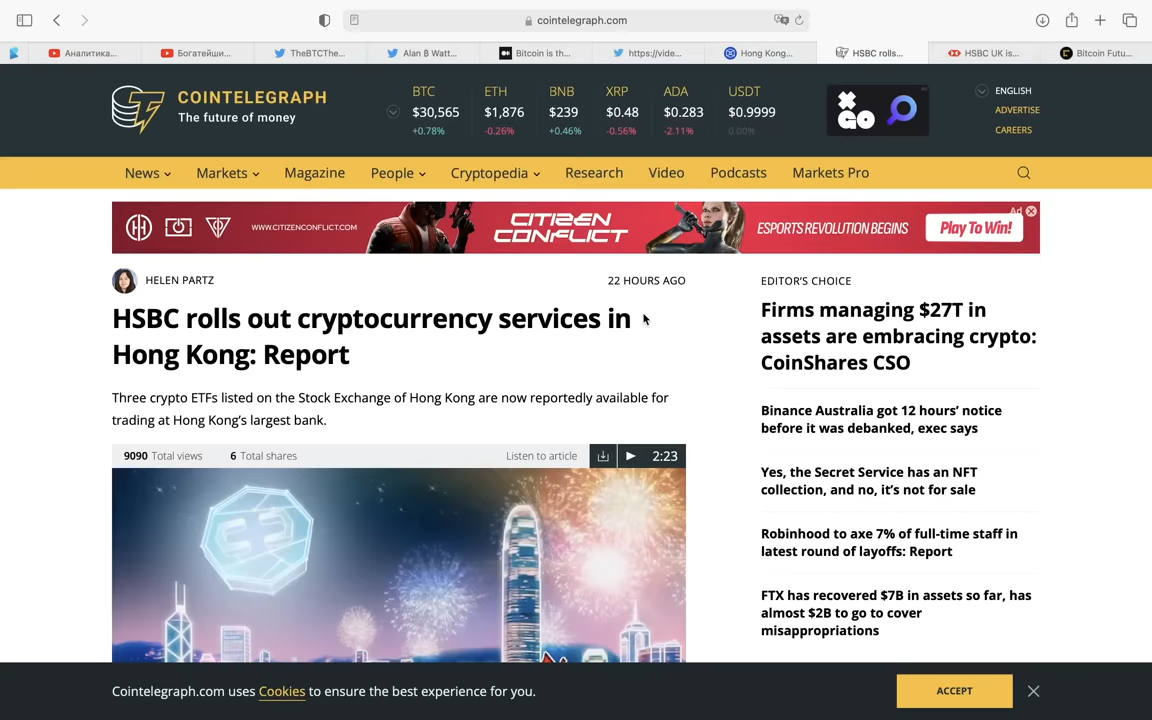 cointelegraph.com
Аналитика...
Богатейши...
TheBTCThe...
Alan ₿ Watt...
Bitcoin is th...
https://vide...
Hong Kong...
HSBC rolls...
HSBC UK is...
Bitcoin Futu...
COINTELEGRAPH
The future of money
BTC ETH BNB XRP ADA USDT
$30,565 $1,876 $239 $0.48 $0.283 $0.9999
+0.78% -0.26% +0.46% -0.56% -2.11% 0.00%
XGO
ENGLISH
ADVERTISE
CAREERS
News Markets Magazine People Cryptopedia Research Video Podcasts Markets Pro
WWW.CITIZENCONFLICT.COM
CITIZEN
CONFLICT
ESPORTS REVOLUTION BEGINS
Play To Win!
Ad
HELEN PARTZ
22 HOURS AGO
HSBC rolls out cryptocurrency services in
Hong Kong: Report
Three crypto ETFs listed on the Stock Exchange of Hong Kong are now reportedly available for
trading at Hong Kong's largest bank.
9090 Total views 6 Total shares
Listen to article 2:23
EDITOR'S CHOICE
Firms managing $27T in
assets are embracing crypto:
CoinShares CSO
Binance Australia got 12 hours' notice
before it was debanked, exec says
Yes, the Secret Service has an NFT
collection, and no, it's not for sale
Robinhood to axe 7% of full-time staff in
latest round of layoffs: Report
FTX has recovered $7B in assets so far, has
almost $2B to go to cover
misappropriations
Cointelegraph.com uses Cookies to ensure the best experience for you.
ACCEPT